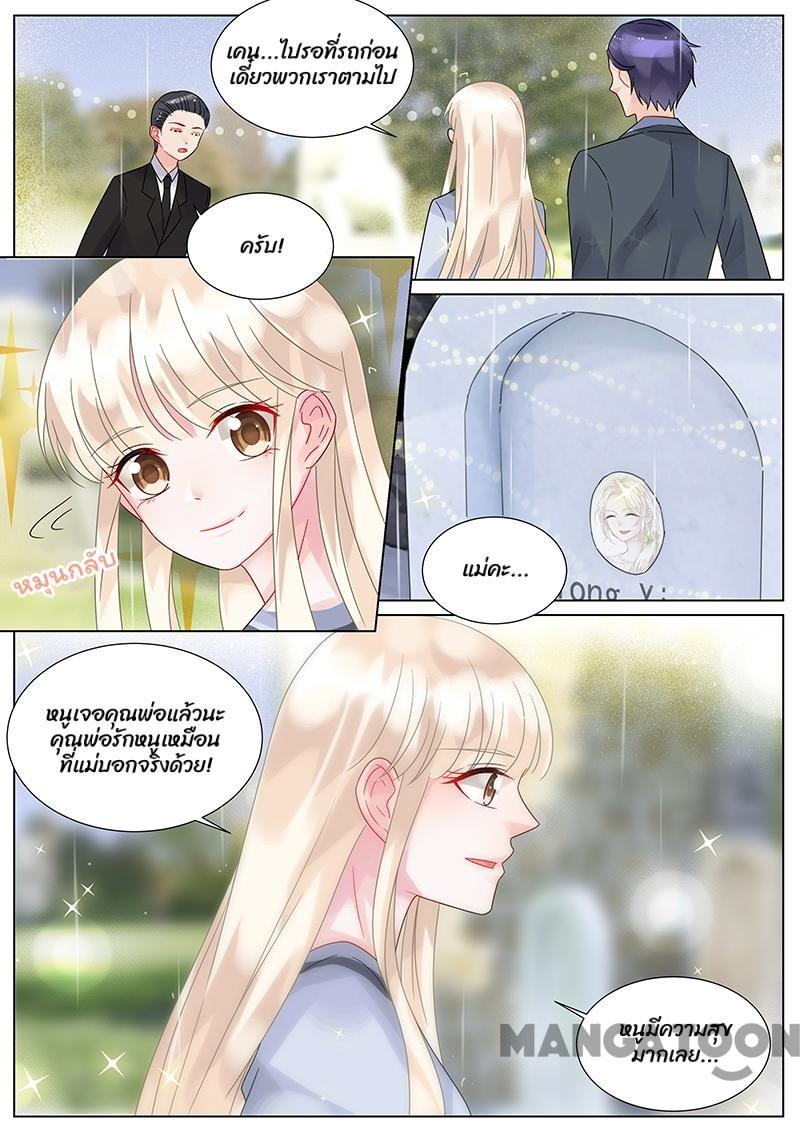 เคน...ไปรอที่รถก่อน
เดี๋ยวพวกเราตามไป
ครับ!
หมุนกลับ
แม่คะ...
ong y:
หนูเจอคุณพ่อแล้วนะ
คุณพ่อรักหนูเหมือน
ที่แม่บอกจริงด้วย!
หนูมีความสุข
มากเลย...
MANGATOON